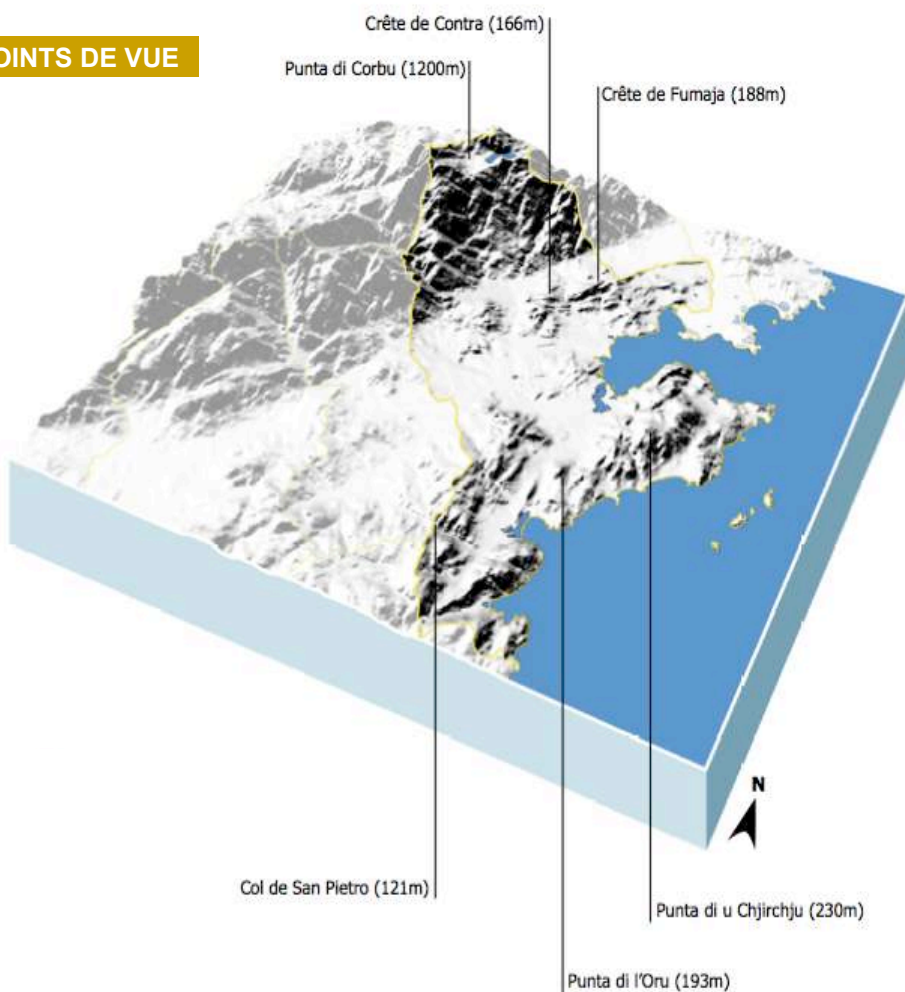 OINTS DE VUE
Crête de Contra (166m)
Punta di Corbu (1200m)
Crête de Fumaja (188m)
N
Col de San Pietro (121m)
Punta di u Chjirchju (230m)
Punta di l'Oru (193m)